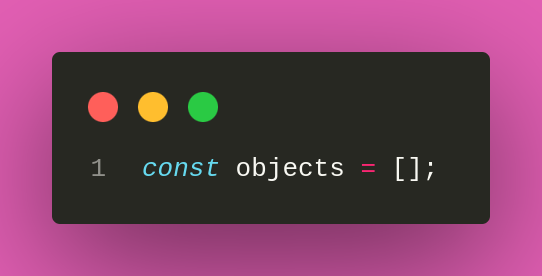 1 const objects = [];